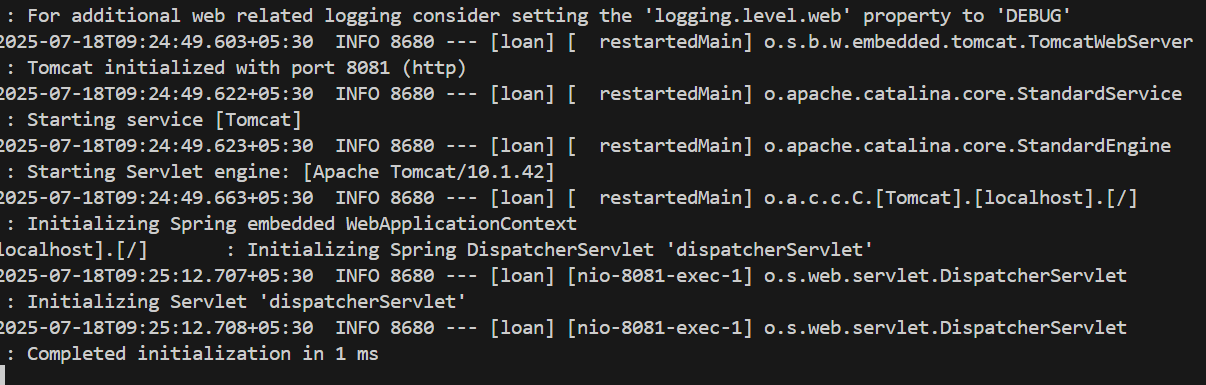 : For additional web related logging consider setting the 'logging.level.web' property to 'DEBUG'
2025-07-18T09:24:49.603+05:30  INFO 8680 --- [loan] [  restartedMain] o.s.b.w.embedded.tomcat.TomcatWebServer
: Tomcat initialized with port 8081 (http)
2025-07-18T09:24:49.622+05:30  INFO 8680 --- [loan] [  restartedMain] o.apache.catalina.core.StandardService
: Starting service [Tomcat]
2025-07-18T09:24:49.623+05:30  INFO 8680 --- [loan] [  restartedMain] o.apache.catalina.core.StandardEngine
: Starting Servlet engine: [Apache Tomcat/10.1.42]
2025-07-18T09:24:49.663+05:30  INFO 8680 --- [loan] [  restartedMain] o.a.c.c.C.[Tomcat].[localhost].[/]
: Initializing Spring embedded WebApplicationContext
localhost].[/]       : Initializing Spring DispatcherServlet 'dispatcherServlet'
2025-07-18T09:25:12.707+05:30  INFO 8680 --- [loan] [nio-8081-exec-1] o.s.web.servlet.DispatcherServlet
: Initializing Servlet 'dispatcherServlet'
2025-07-18T09:25:12.708+05:30  INFO 8680 --- [loan] [nio-8081-exec-1] o.s.web.servlet.DispatcherServlet
: Completed initialization in 1 ms